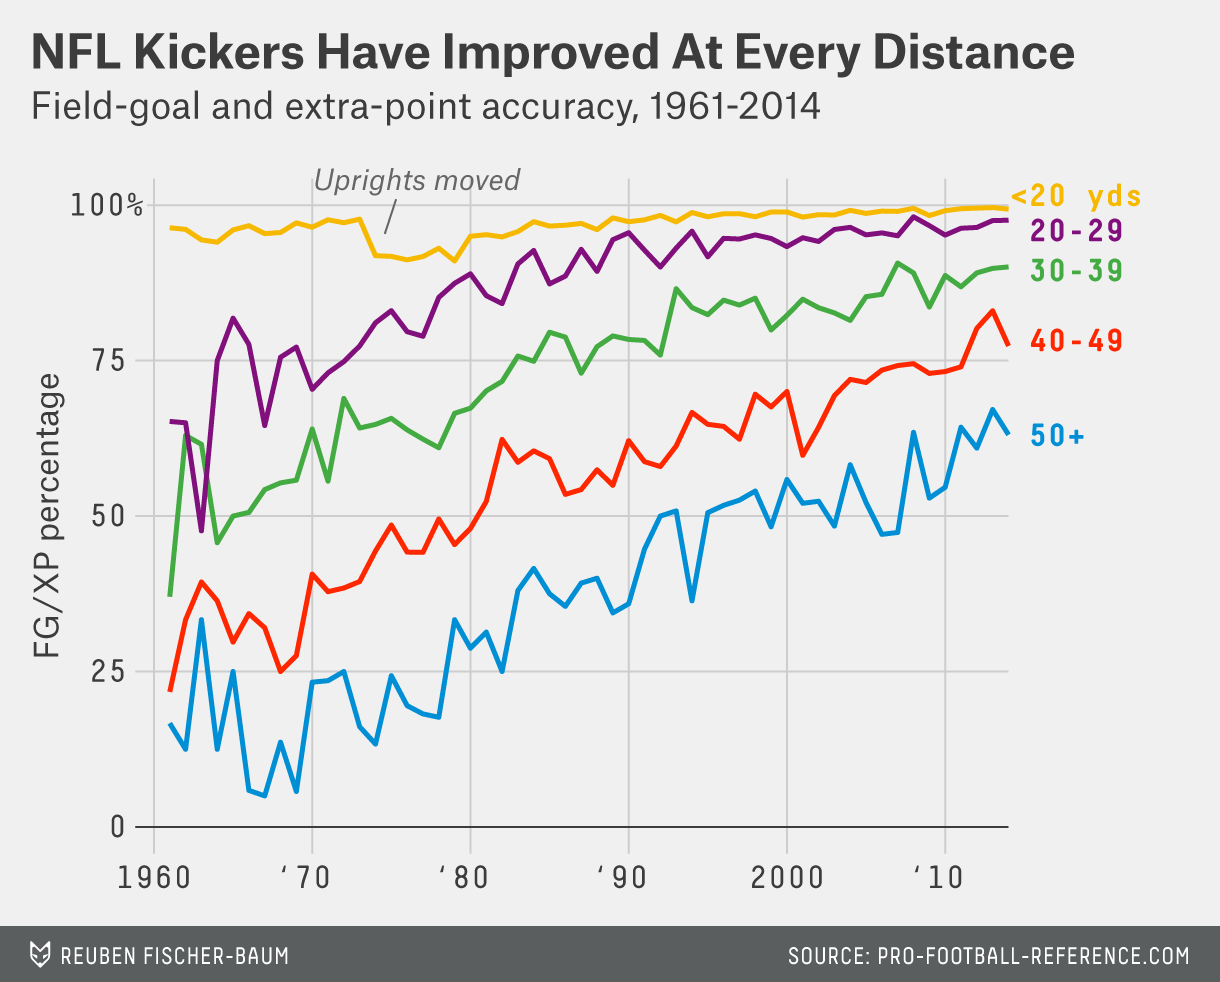 NFL Kickers Have Improved At Every Distance
Field-goal and extra-point accuracy, 1961-2014
Uprights moved
100%
<20 yds
20-29
30-39
75
40-49
50+
50
25
0
FG/XP percentage
1960 ‘70 ‘80 ‘90 2000 ‘10
REUBEN FISCHER-BAUM
SOURCE: PRO-FOOTBALL-REFERENCE.COM